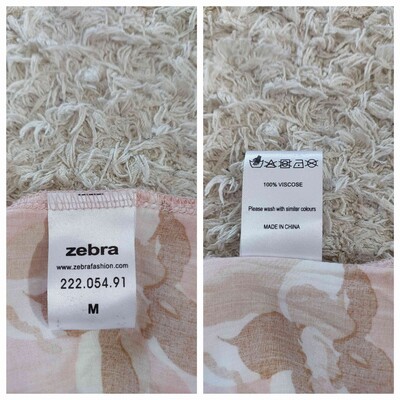 zebra
www.zebrafashion.com
222.054.91
M
100% VISCOSE
Please wash with similar colours
MADE IN CHINA